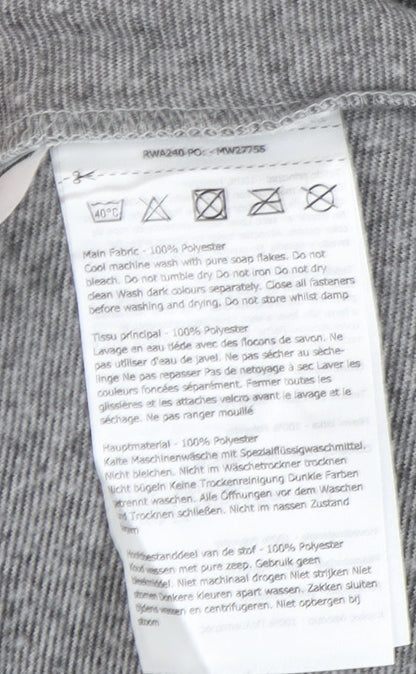 RWA240 PO: - MW27755
40°C
Main Fabric - 100% Polyester
Cool machine wash with pure soap flakes. Do not
bleach. Do not tumble dry Do not iron Do not dry
clean Wash dark colours separately. Close all fasteners
before washing and drying. Do not store whilst damp
Tissu principal - 100% Polyester
Lavage en eau tiède avec des flocons de savon. Ne
pas utiliser d'eau de javel. Ne pas sécher au sèche-
linge Ne pas repasser Pas de nettoyage à sec Laver les
couleurs foncées séparément. Fermer toutes les
glissières et les attaches velcro avant le lavage et le
séchage. Ne pas ranger mouillé
Hauptmaterial - 100% Polyester
Kalte Maschinenwäsche mit Spezialflüssigwaschmittel.
Nicht bleichen. Nicht im Wäschetrockner trocknen
Nicht bügeln Keine Trockenreinigung Dunkle Farben
getrennt waschen. Alle Öffnungen vor dem Waschen
und Trocknen schließen. Nicht im nassen Zustand
Hoofdbestanddeel van de stof - 100% Polyester
Koud wassen met pure zeep. Gebruik geen
bleekmiddel. Niet machinaal drogen Niet strijken Niet
stomen Donkere kleuren apart wassen. Zakken sluiten
tijdens wassen en centrifugeren. Niet opbergen bij
stoom